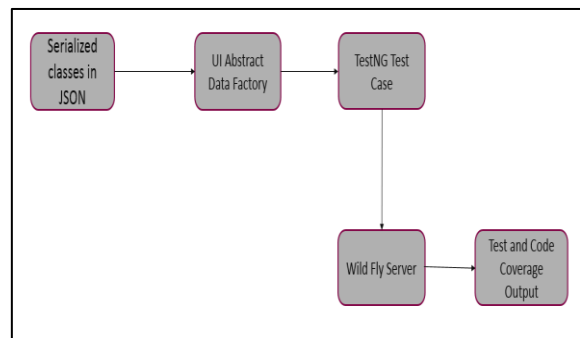 Serialized
classes in
JSON
UI Abstract
Data Factory
TestNG Test
Case
Wild Fly Server
Test and Code
Coverage
Output